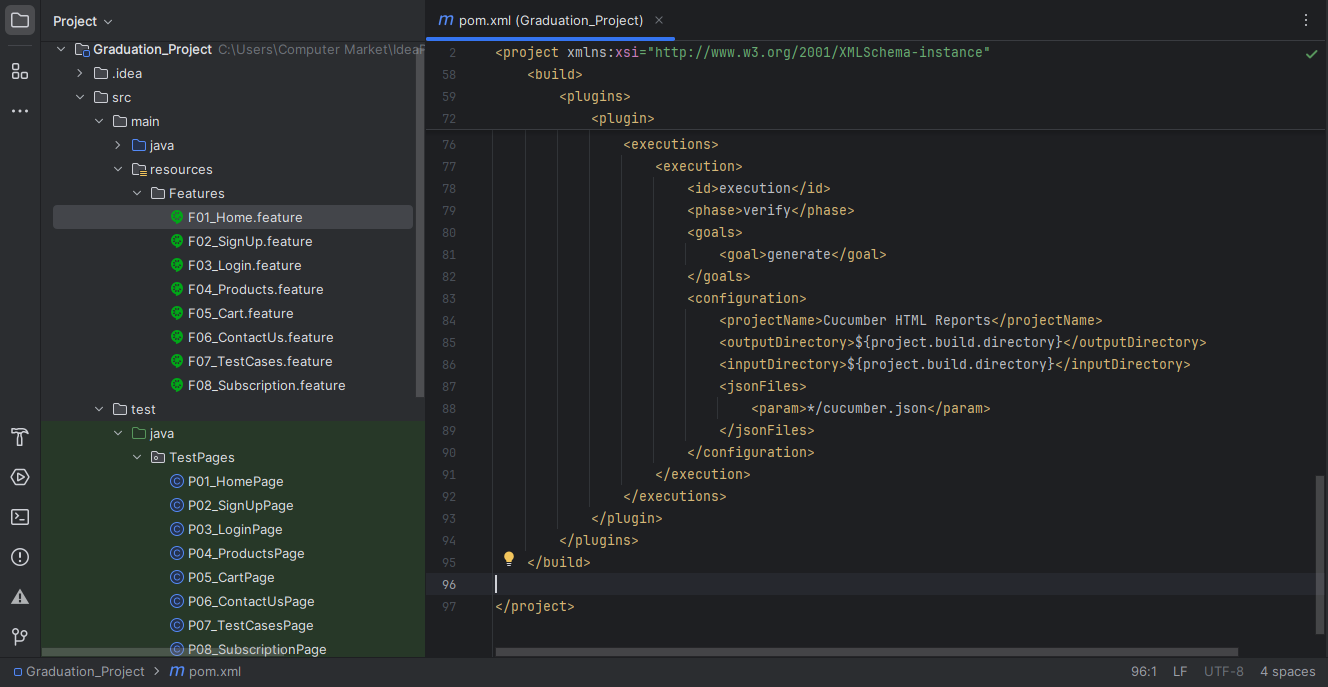 Project
Graduation_Project C:\Users\Computer Market\Idea
.idea
src
main
java
resources
Features
F01_Home.feature
F02_SignUp.feature
F03_Login.feature
F04_Products.feature
F05_Cart.feature
F06_ContactUs.feature
F07_TestCases.feature
F08_Subscription.feature
test
java
TestPages
P01_HomePage
P02_SignUpPage
P03_LoginPage
P04_ProductsPage
P05_CartPage
P06_ContactUsPage
P07_TestCasesPage
P08_SubscriptionPage
m pom.xml (Graduation_Project)
2 <project xmlns:xsi="http://www.w3.org/2001/XMLSchema-instance"
58 <build>
59 <plugins>
72 <plugin>
76 <executions>
77 <execution>
78 <id>execution</id>
79 <phase>verify</phase>
80 <goals>
81 <goal>generate</goal>
82 </goals>
83 <configuration>
84 <projectName>Cucumber HTML Reports</projectName>
85 <outputDirectory>${project.build.directory}</outputDirectory>
86 <inputDirectory>${project.build.directory}</inputDirectory>
87 <jsonFiles>
88 <param>*/cucumber.json</param>
89 </jsonFiles>
90 </configuration>
91 </execution>
92 </executions>
93 </plugin>
94 </plugins>
95 </build>
96
97 </project>
Graduation_Project > m pom.xml
96:1 LF UTF-8 4 spaces